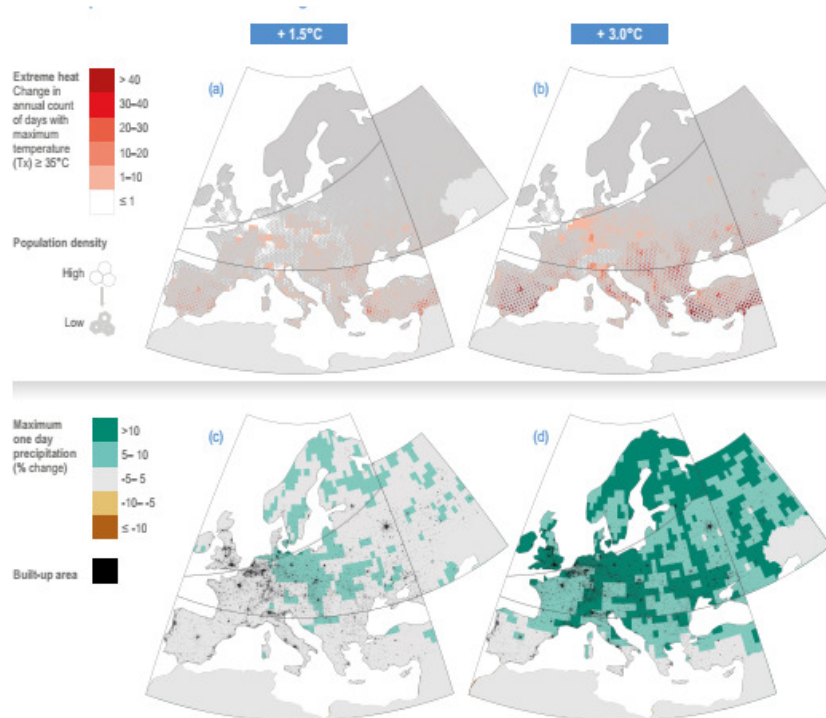 + 1.5°C
+ 3.0°C
Extreme heat
Change in
annual count
of days with
maximum
temperature
(Tx) ≥ 35°C
> 40
30–40
20–30
10–20
1–10
≤ 1
(a)
(b)
Population density
High
Low
Maximum
one day
precipitation
(% change)
>10
5– 10
-5– 5
-10– -5
≤ -10
(c)
(d)
Built-up area